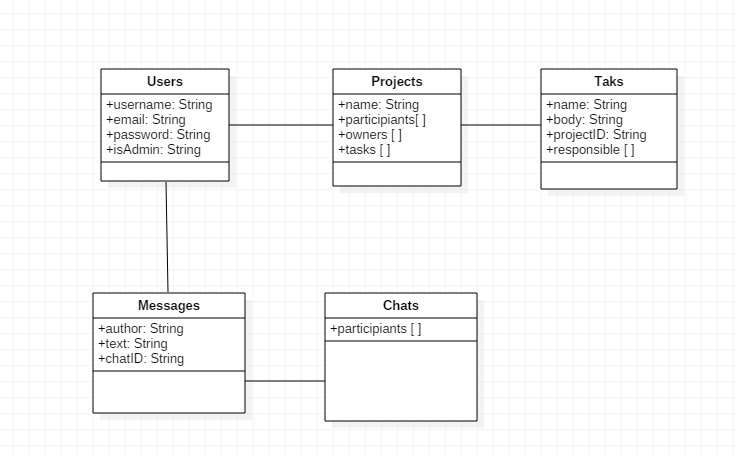 Users
+username: String
+email: String
+password: String
+isAdmin: String
Projects
+name: String
+participiants[ ]
+owners [ ]
+tasks [ ]
Taks
+name: String
+body: String
+projectID: String
+responsible [ ]
Messages
+author: String
+text: String
+chatID: String
Chats
+participiants [ ]